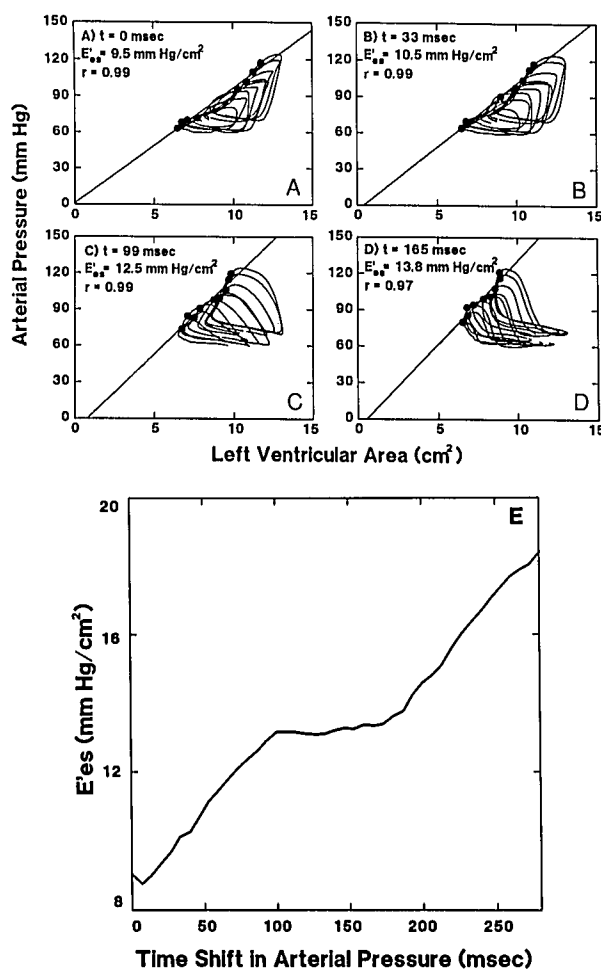 A) t = 0 msec
E'es = 9.5 mm Hg/cm²
r = 0.99
A
B) t = 33 msec
E'es = 10.5 mm Hg/cm²
r = 0.99
B
150
120
90
60
30
0
0 5 10 15
150
120
90
60
30
0
0 5 10 15
Arterial Pressure (mm Hg)
C) t = 99 msec
E'es = 12.5 mm Hg/cm²
r = 0.99
C
D) t = 165 msec
E'es = 13.8 mm Hg/cm²
r = 0.97
D
150
120
90
60
30
0
0 5 10 15
150
120
90
60
30
0
0 5 10 15
Left Ventricular Area (cm²)
E
20
16
12
8
E'es (mm Hg/cm²)
0 50 100 150 200 250
Time Shift in Arterial Pressure (msec)